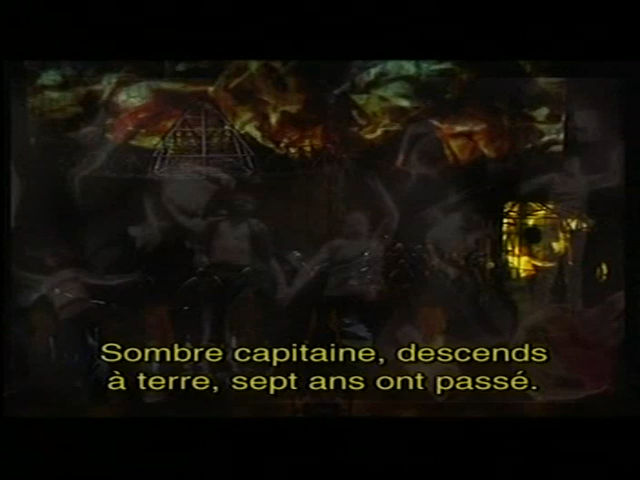 Sombre capitaine, descends
à terre, sept ans ont passé.